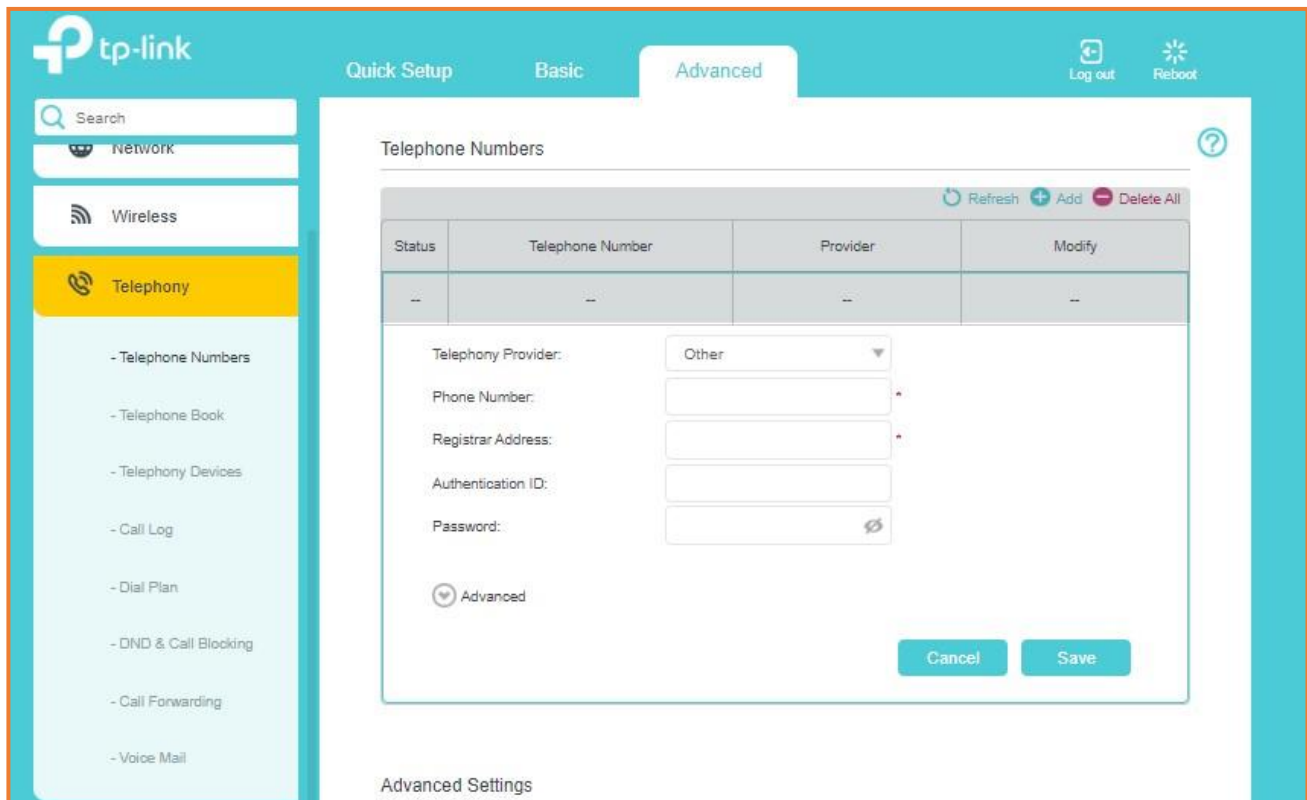 tp-link
Quick Setup Basic Advanced Log out Reboot
Search
Network
Wireless
Telephony
- Telephone Numbers
- Telephone Book
- Telephony Devices
- Call Log
- Dial Plan
- DND & Call Blocking
- Call Forwarding
- Voice Mail
Telephone Numbers ?
Refresh Add Delete All
Status Telephone Number Provider Modify
-- -- -- --
Telephony Provider: Other
Phone Number: *
Registrar Address: *
Authentication ID:
Password:
Advanced
Cancel Save
Advanced Settings